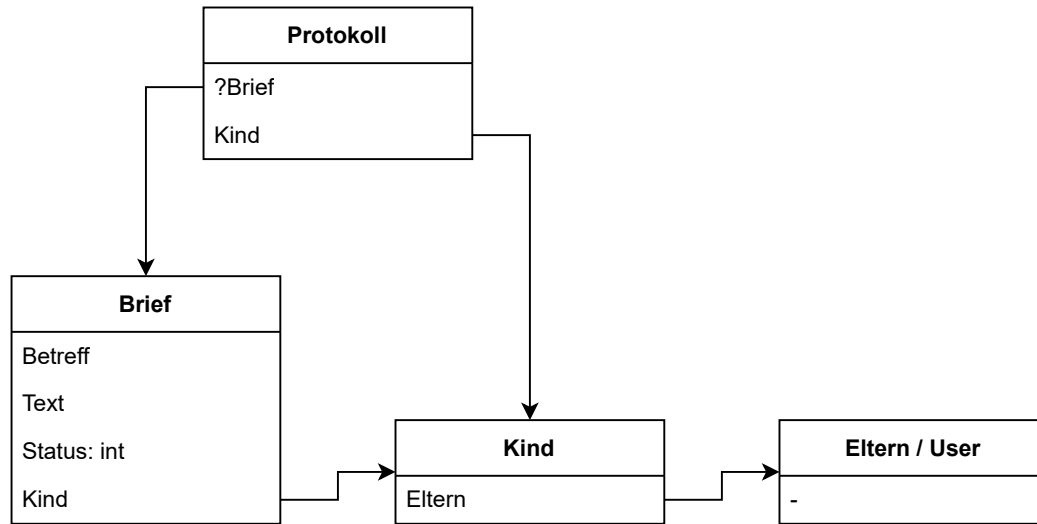 Protokoll
?Brief
Kind
Brief
Betreff
Text
Status: int
Kind
Kind
Eltern
Eltern / User
-